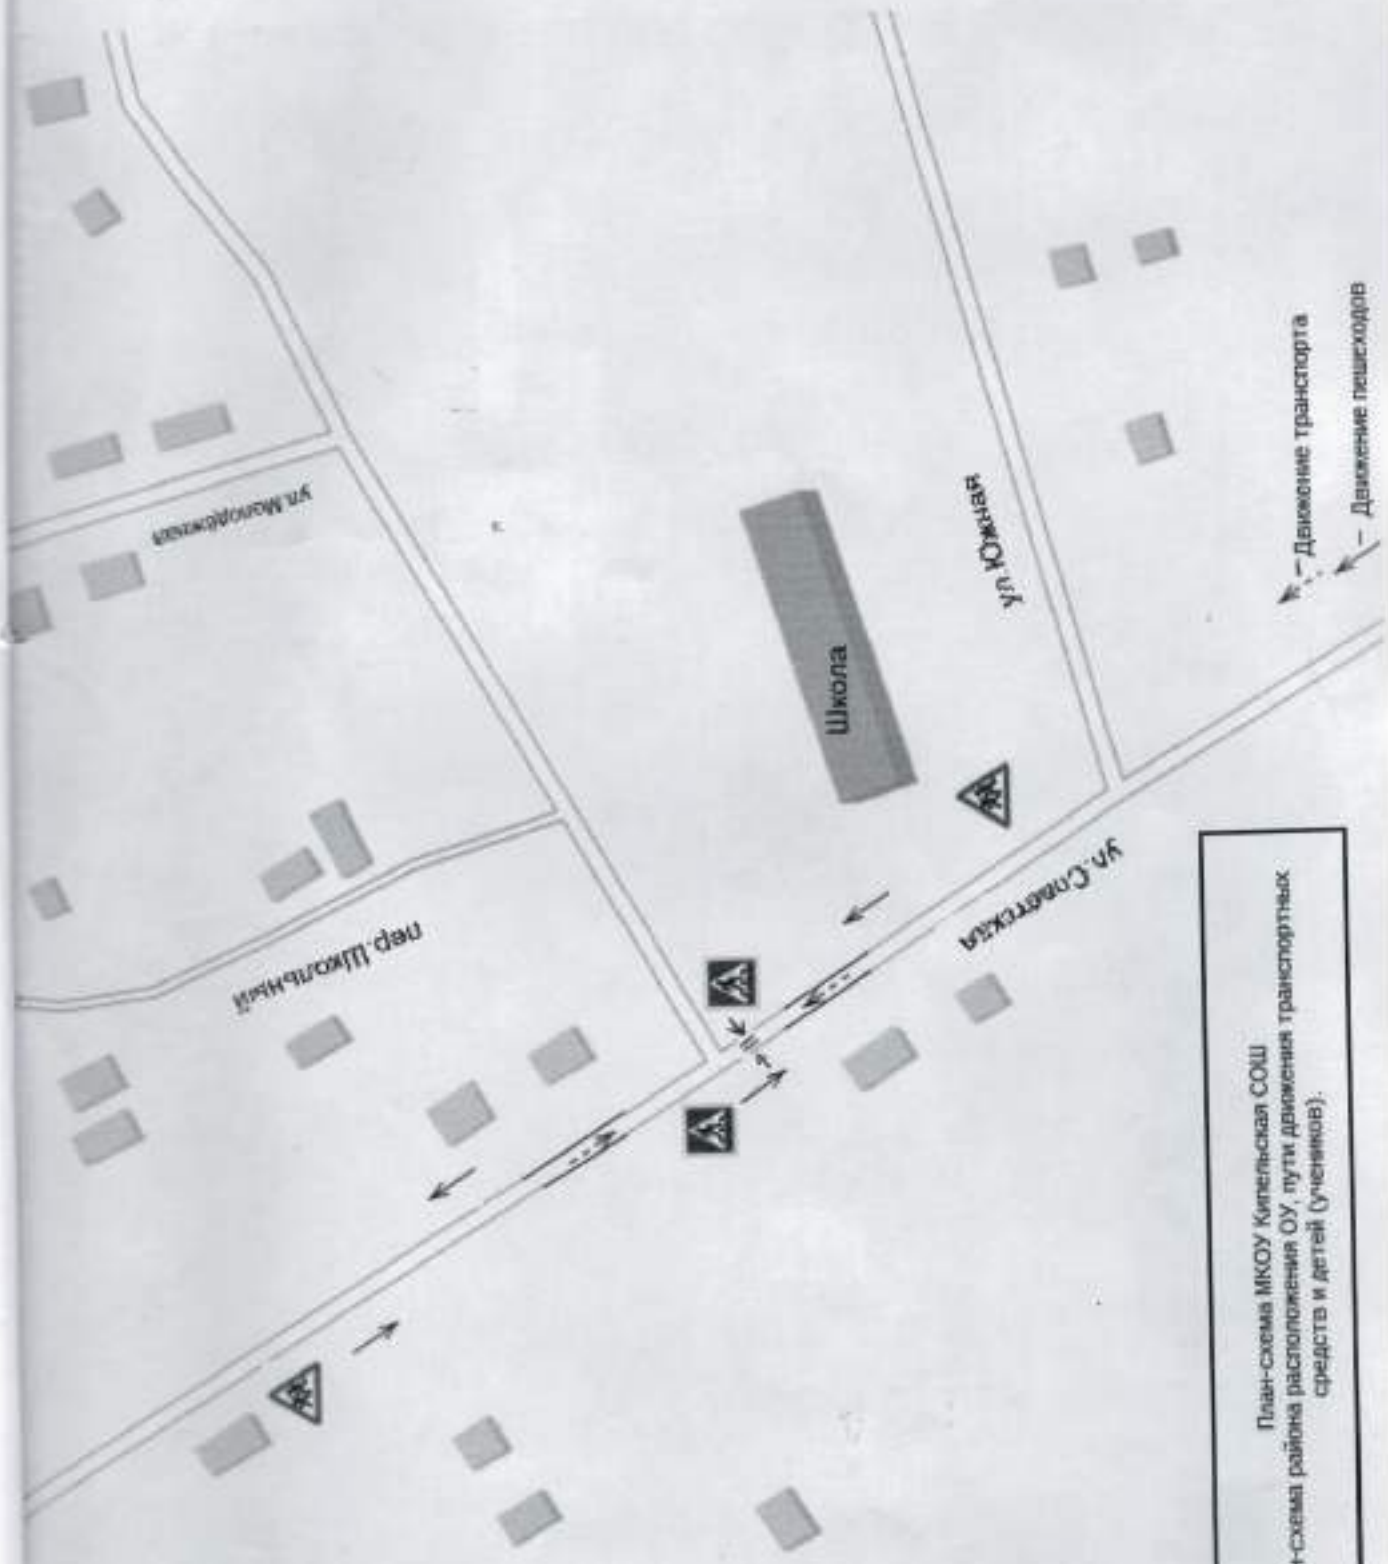 ул.Молодёжная
пер.Школьный
Школа
ул.Южная
ул.Советская
– Движение транспорта
– Движение пешеходов
План-схема МКОУ Кипельская СОШ
-схема района расположения ОУ, пути движения транспортных
средств и детей (учеников).